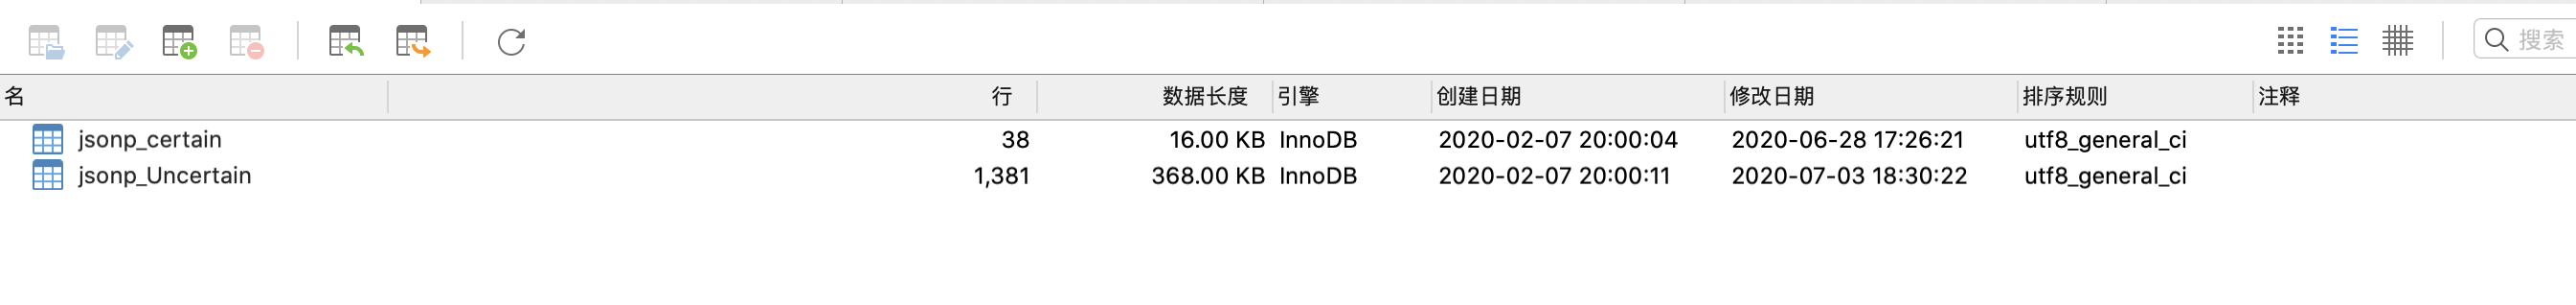 搜索
名 行 数据长度 引擎 创建日期 修改日期 排序规则 注释
jsonp_certain 38 16.00 KB InnoDB 2020-02-07 20:00:04 2020-06-28 17:26:21 utf8_general_ci
jsonp_Uncertain 1,381 368.00 KB InnoDB 2020-02-07 20:00:11 2020-07-03 18:30:22 utf8_general_ci